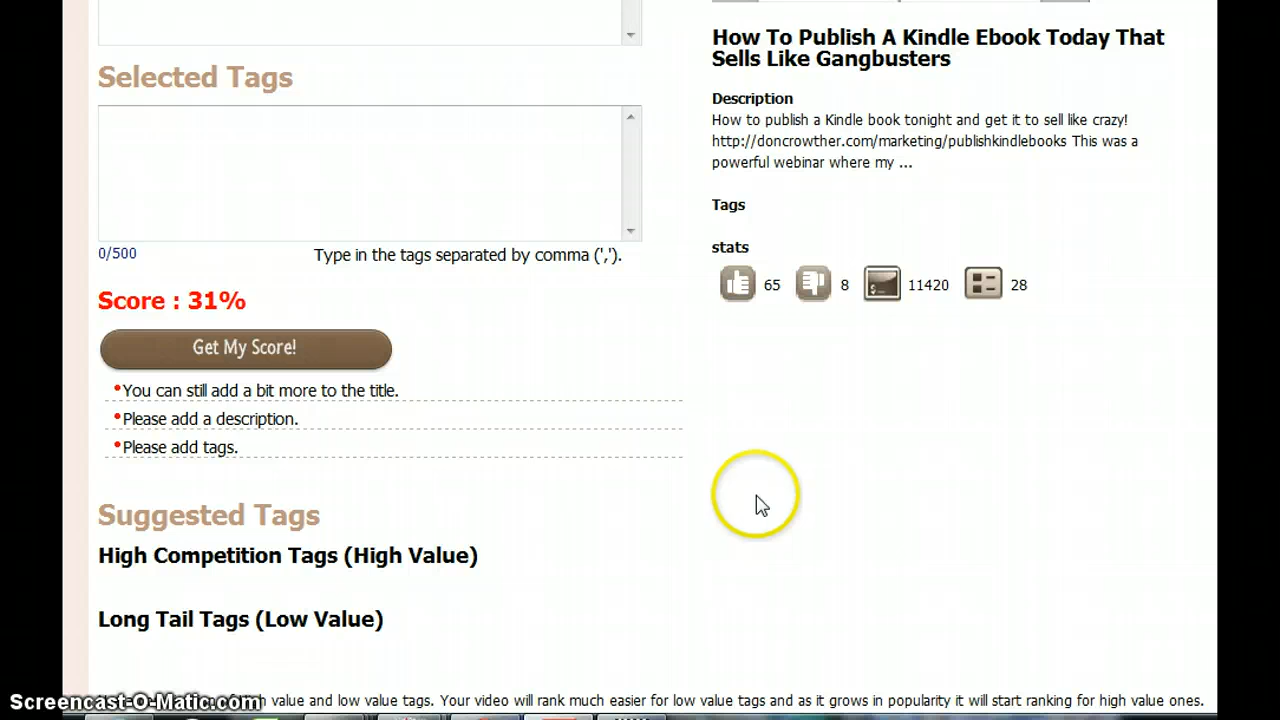 Selected Tags
0/500
Type in the tags separated by comma (',').
Score : 31%
Get My Score!
You can still add a bit more to the title.
Please add a description.
Please add tags.
Suggested Tags
High Competition Tags (High Value)
Long Tail Tags (Low Value)
How To Publish A Kindle Ebook Today That
Sells Like Gangbusters
Description
How to publish a Kindle book tonight and get it to sell like crazy!
http://doncrowther.com/marketing/publishkindlebooks This was a
powerful webinar where my ...
Tags
stats
65 8 11420 28
Screencast-O-Matic.com
value and low value tags. Your video will rank much easier for low value tags and as it grows in popularity it will start ranking for high value ones.